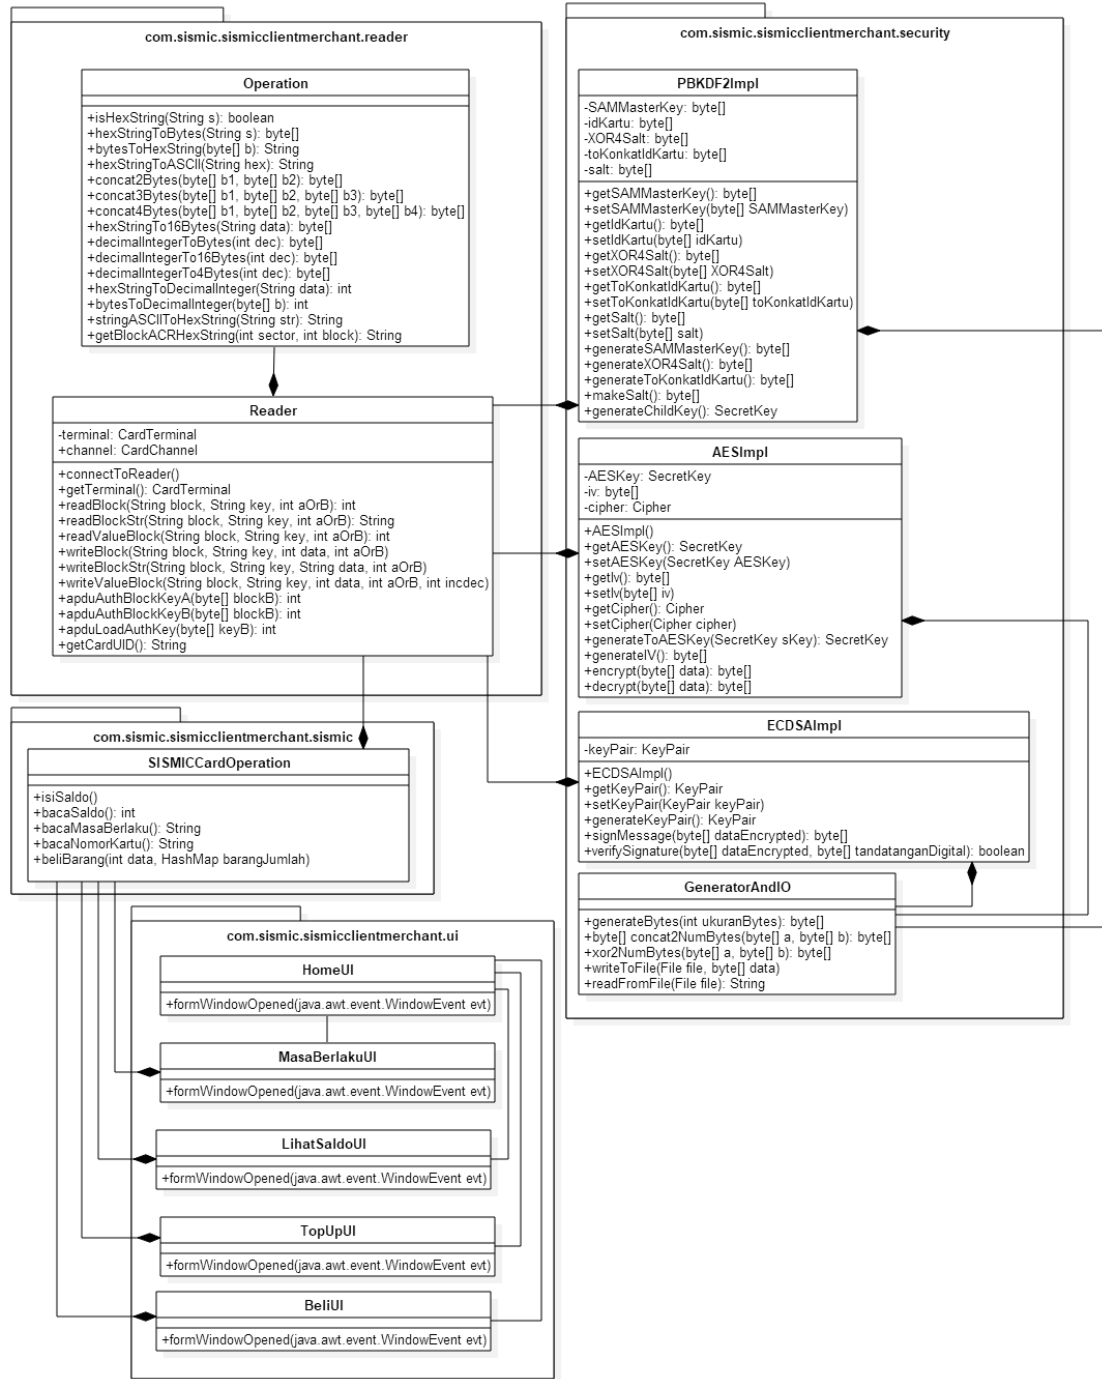 com.sismic.sismicclientmerchant.reader
Operation
+isHexString(String s): boolean
+hexStringToBytes(String s): byte[]
+bytesToHexString(byte[] b): String
+hexStringToASCII(String hex): String
+concat2Bytes(byte[] b1, byte[] b2): byte[]
+concat3Bytes(byte[] b1, byte[] b2, byte[] b3): byte[]
+concat4Bytes(byte[] b1, byte[] b2, byte[] b3, byte[] b4): byte[]
+hexStringTo16Bytes(String data): byte[]
+decimalIntegerToBytes(int dec): byte[]
+decimalIntegerTo16Bytes(int dec): byte[]
+decimalIntegerTo4Bytes(int dec): byte[]
+hexStringToDecimalInteger(String data): int
+bytesToDecimalInteger(byte[] b): int
+stringASCIIToHexString(String str): String
+getBlockACRHexString(int sector, int block): String
Reader
-terminal: CardTerminal
+channel: CardChannel
+connectToReader()
+getTerminal(): CardTerminal
+readBlock(String block, String key, int aOrB): int
+readBlockStr(String block, String key, int aOrB): String
+readValueBlock(String block, String key, int aOrB): int
+writeBlock(String block, String key, int data, int aOrB)
+writeBlockStr(String block, String key, String data, int aOrB)
+writeValueBlock(String block, String key, int data, int aOrB, int incdec)
+apduAuthBlockKeyA(byte[] blockB): int
+apduAuthBlockKeyB(byte[] blockB): int
+apduLoadAuthKey(byte[] keyB): int
+getCardUID(): String
com.sismic.sismicclientmerchant.security
PBKDF2Impl
-SAMMasterKey: byte[]
-idKartu: byte[]
-XOR4Salt: byte[]
-toKonkatIdKartu: byte[]
-salt: byte[]
+getSAMMasterKey(): byte[]
+setSAMMasterKey(byte[] SAMMasterKey)
+getIdKartu(): byte[]
+setIdKartu(byte[] idKartu)
+getXOR4Salt(): byte[]
+setXOR4Salt(byte[] XOR4Salt)
+getToKonkatIdKartu(): byte[]
+setToKonkatIdKartu(byte[] toKonkatIdKartu)
+getSalt(): byte[]
+setSalt(byte[] salt)
+generateSAMMasterKey(): byte[]
+generateXOR4Salt(): byte[]
+generateToKonkatIdKartu(): byte[]
+makeSalt(): byte[]
+generateChildKey(): SecretKey
AESImpl
-AESKey: SecretKey
-iv: byte[]
-cipher: Cipher
+AESImpl()
+getAESKey(): SecretKey
+setAESKey(SecretKey AESKey)
+getIv(): byte[]
+setIv(byte[] iv)
+getCipher(): Cipher
+setCipher(Cipher cipher)
+generateToAESKey(SecretKey sKey): SecretKey
+generateIV(): byte[]
+encrypt(byte[] data): byte[]
+decrypt(byte[] data): byte[]
ECDSAImpl
-keyPair: KeyPair
+ECDSAImpl()
+getKeyPair(): KeyPair
+setKeyPair(KeyPair keyPair)
+generateKeyPair(): KeyPair
+signMessage(byte[] dataEncrypted): byte[]
+verifySignature(byte[] dataEncrypted, byte[] tandatanganDigital): boolean
GeneratorAndIO
+generateBytes(int ukuranBytes): byte[]
+byte[] concat2NumBytes(byte[] a, byte[] b): byte[]
+xor2NumBytes(byte[] a, byte[] b): byte[]
+writeToFile(File file, byte[] data)
+readFromFile(File file): String
com.sismic.sismicclientmerchant.sismic
SISMICCardOperation
+isiSaldo()
+bacaSaldo(): int
+bacaMasaBerlaku(): String
+bacaNomorKartu(): String
+beliBarang(int data, HashMap barangJumlah)
com.sismic.sismicclientmerchant.ui
HomeUI
+formWindowOpened(java.awt.event.WindowEvent evt)
MasaBerlakuUI
+formWindowOpened(java.awt.event.WindowEvent evt)
LihatSaldoUI
+formWindowOpened(java.awt.event.WindowEvent evt)
TopUpUI
+formWindowOpened(java.awt.event.WindowEvent evt)
BeliUI
+formWindowOpened(java.awt.event.WindowEvent evt)